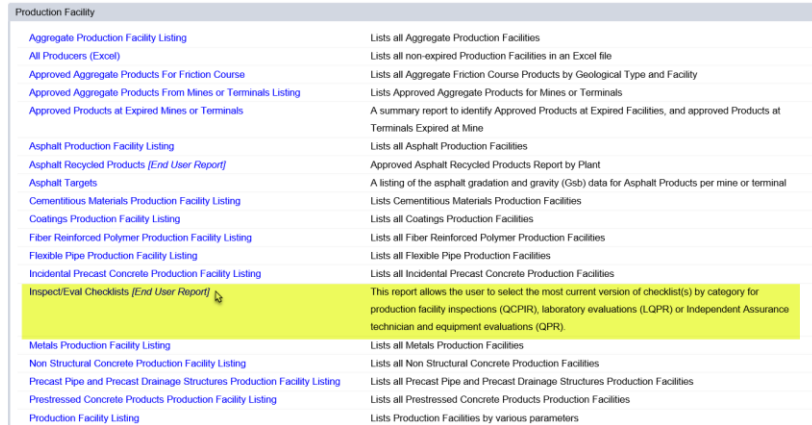 Production Facility
Aggregate Production Facility Listing Lists all Aggregate Production Facilities
All Producers (Excel) Lists all non-expired Production Facilities in an Excel file
Approved Aggregate Products For Friction Course Lists all Aggregate Friction Course Products by Geological Type and Facility
Approved Aggregate Products From Mines or Terminals Listing Lists Approved Aggregate Products for Mines or Terminals
Approved Products at Expired Mines or Terminals A summary report to identify Approved Products at Expired Facilities, and approved Products at
Terminals Expired at Mine
Asphalt Production Facility Listing Lists all Asphalt Production Facilities
Asphalt Recycled Products [End User Report] Approved Asphalt Recycled Products Report by Plant
Asphalt Targets A listing of the asphalt gradation and gravity (Gsb) data for Asphalt Products per mine or terminal
Cementitious Materials Production Facility Listing Lists Cementitious Materials Production Facilities
Coatings Production Facility Listing Lists all Coatings Production Facilities
Fiber Reinforced Polymer Production Facility Listing Lists all Fiber Reinforced Polymer Production Facilities
Flexible Pipe Production Facility Listing Lists all Flexible Pipe Production Facilities
Incidental Precast Concrete Production Facility Listing Lists all Incidental Precast Concrete Production Facilities
Inspect/Eval Checklists [End User Report] This report allows the user to select the most current version of checklist(s) by category for
production facility inspections (QCPIR), laboratory evaluations (LQPR) or Independent Assurance
technician and equipment evaluations (QPR).
Metals Production Facility Listing Lists all Metals Production Facilities
Non Structural Concrete Production Facility Listing Lists all Non Structural Concrete Production Facilities
Precast Pipe and Precast Drainage Structures Production Facility Listing Lists all Precast Pipe and Precast Drainage Structures Production Facilities
Prestressed Concrete Products Production Facility Listing Lists all Prestressed Concrete Products Production Facilities
Production Facility Listing Lists Production Facilities by various parameters